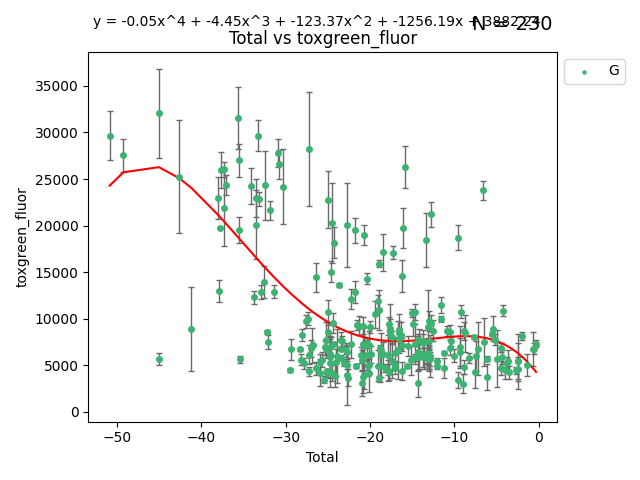 y = -0.05x^4 + -4.45x^3 + -123.37x^2 + -1256.19x + 3882.24
N = 230
Total vs toxgreen_fluor
G
35000
30000
25000
20000
15000
10000
5000
0
toxgreen_fluor
−50 −40 −30 −20 −10 0
Total